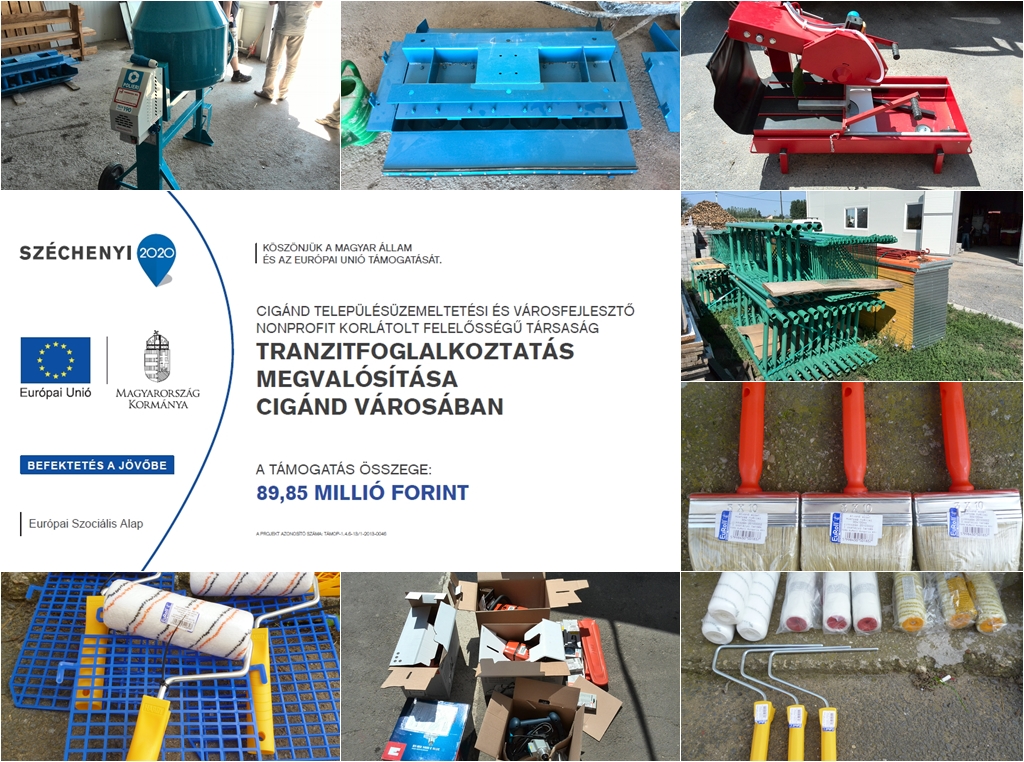 SZÉCHENYI 2020
KÖSZÖNJÜK A MAGYAR ÁLLAM
ÉS AZ EURÓPAI UNIÓ TÁMOGATÁSÁT.
CIGÁND TELEPÜLÉSÜZEMELTETÉSI ÉS VÁROSFEJLESZTŐ
NONPROFIT KORLÁTOLT FELELŐSSÉGŰ TÁRSASÁG
TRANZITFOGLALKOZTATÁS
MEGVALÓSÍTÁSA
CIGÁND VÁROSÁBAN
Európai Unió
MAGYARORSZÁG
KORMÁNYA
BEFEKTETÉS A JÖVŐBE
A TÁMOGATÁS ÖSSZEGE:
89,85 MILLIÓ FORINT
Európai Szociális Alap